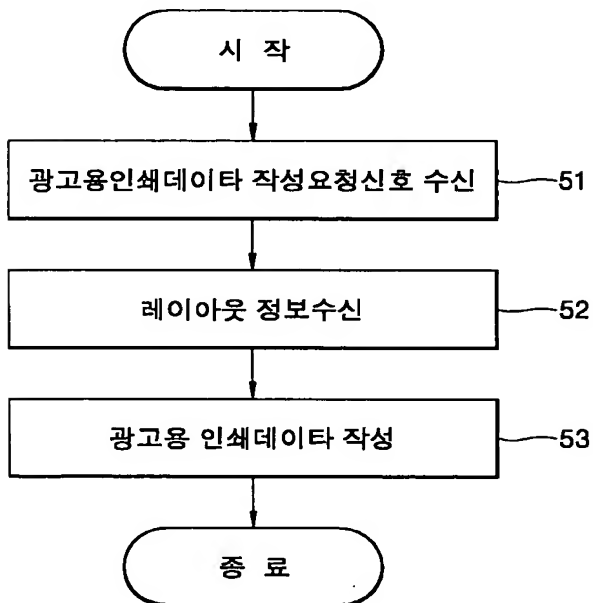 시 작
광고용인쇄데이타 작성요청신호 수신
51
레이아웃 정보수신
52
광고용 인쇄데이타 작성
53
종 료